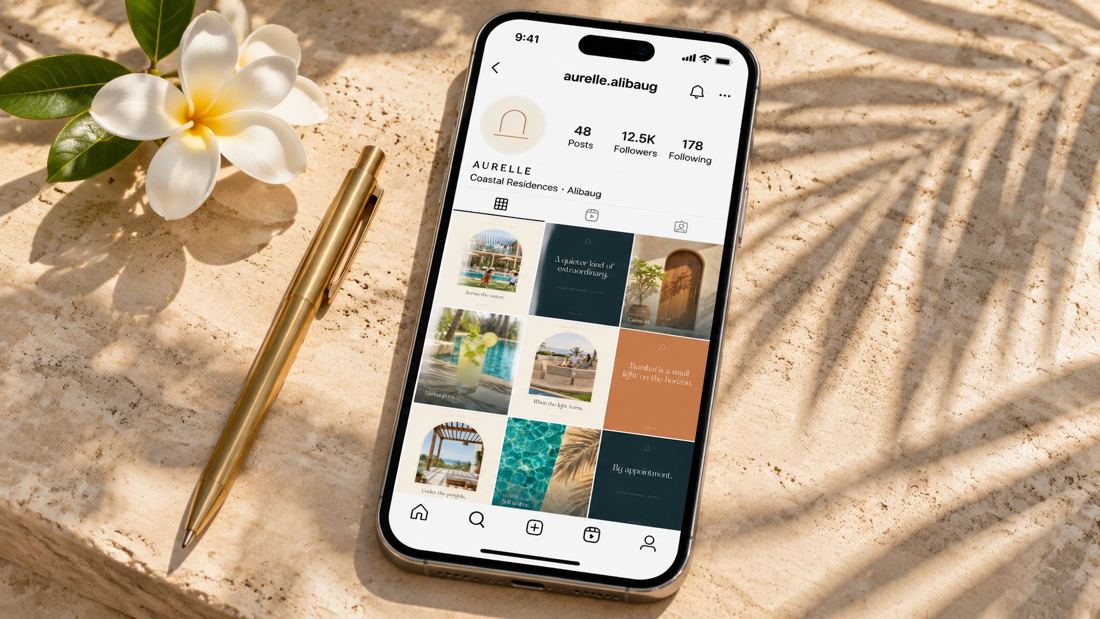 9:41
aurelle.alibaug
48
Posts
12.5K
Followers
178
Following
AURELLE
Coastal Residences · Alibaug
Across the water.
A quieter kind of
extraordinary.
When the light turns.
Mumbai is a small
light on the horizon.
Under the pergola.
By appointment.